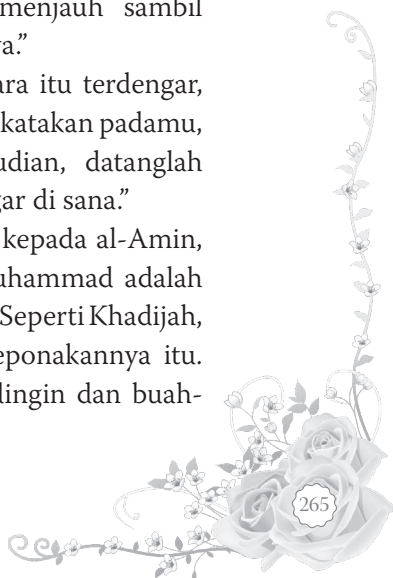 menjauh sambil
ya.”
ara itu terdengar,
katakan padamu,
udian, datanglah
gar di sana.”
kepada al-Amin,
uhammad adalah
Seperti Khadijah,
eponakannya itu.
dingin dan buah-
265